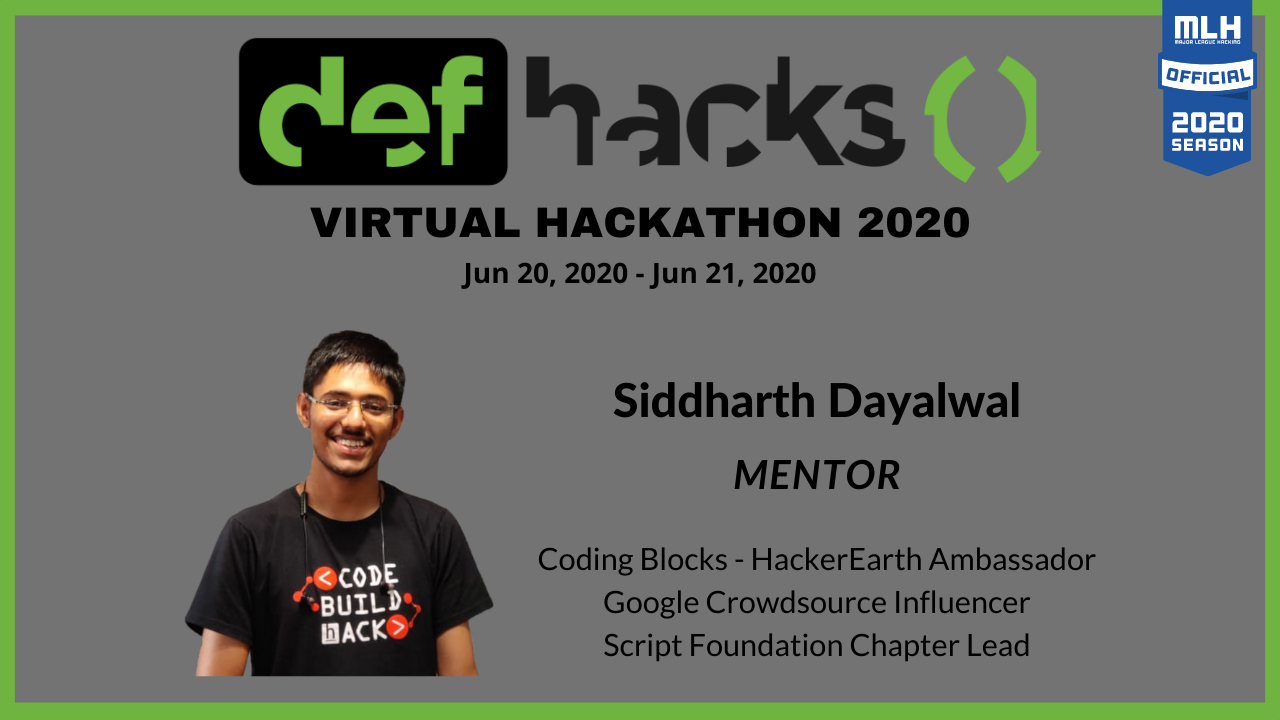 def hacks ()
MLH
MAJOR LEAGUE HACKING
OFFICIAL
2020
SEASON
VIRTUAL HACKATHON 2020
Jun 20, 2020 - Jun 21, 2020
Siddharth Dayalwal
MENTOR
Coding Blocks - HackerEarth Ambassador
Google Crowdsource Influencer
Script Foundation Chapter Lead
<CODE
BUILD
HACK>